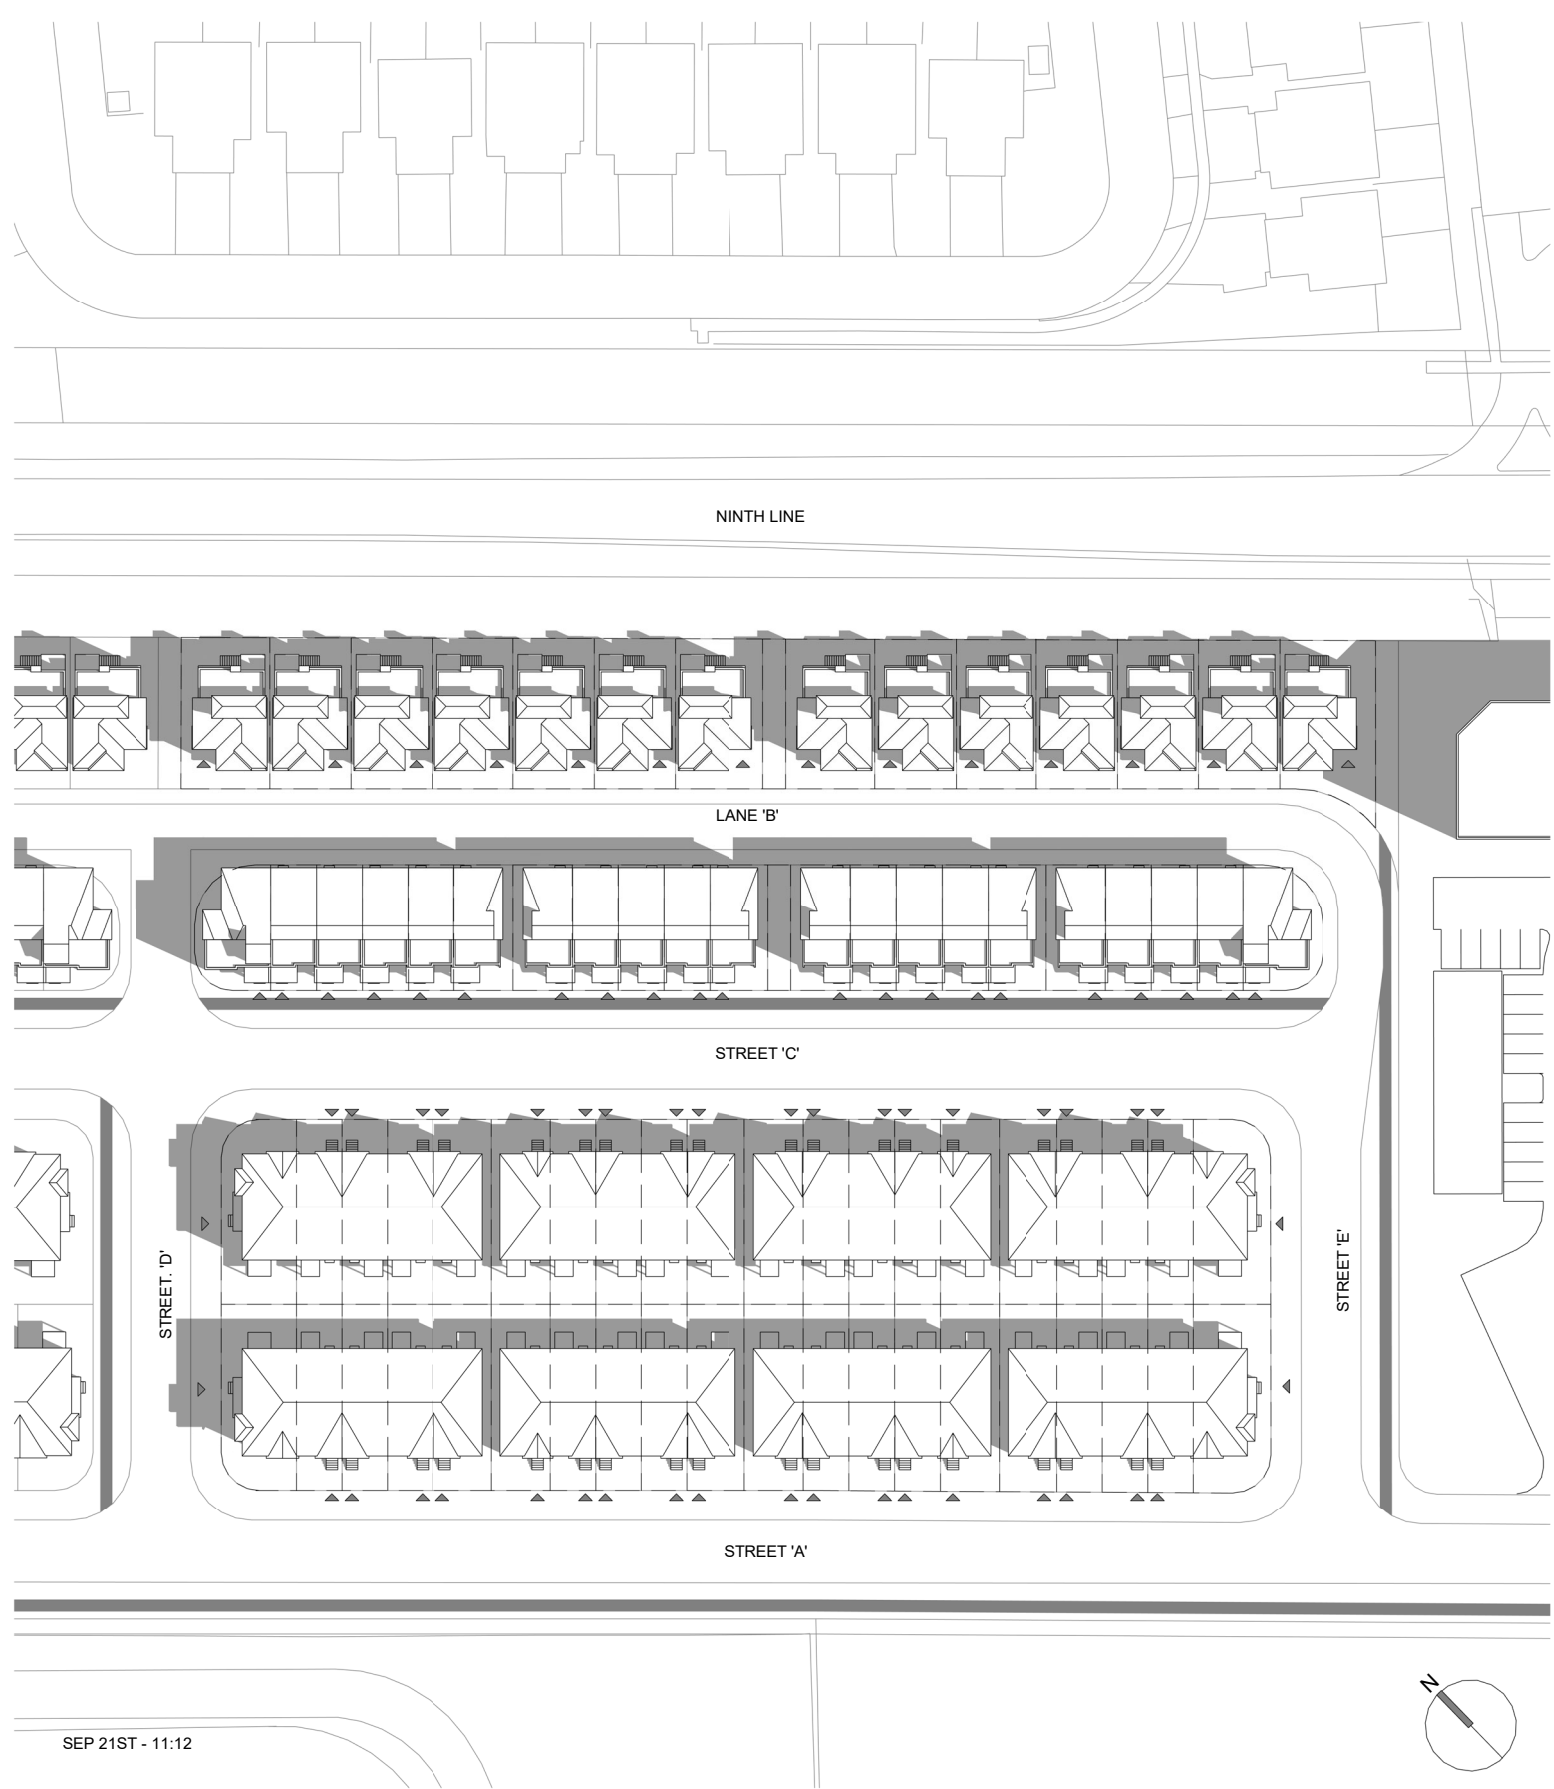 NINTH LINE
LANE 'B'
STREET 'C'
STREET. 'D'
STREET 'E'
STREET 'A'
N
SEP 21ST - 11:12